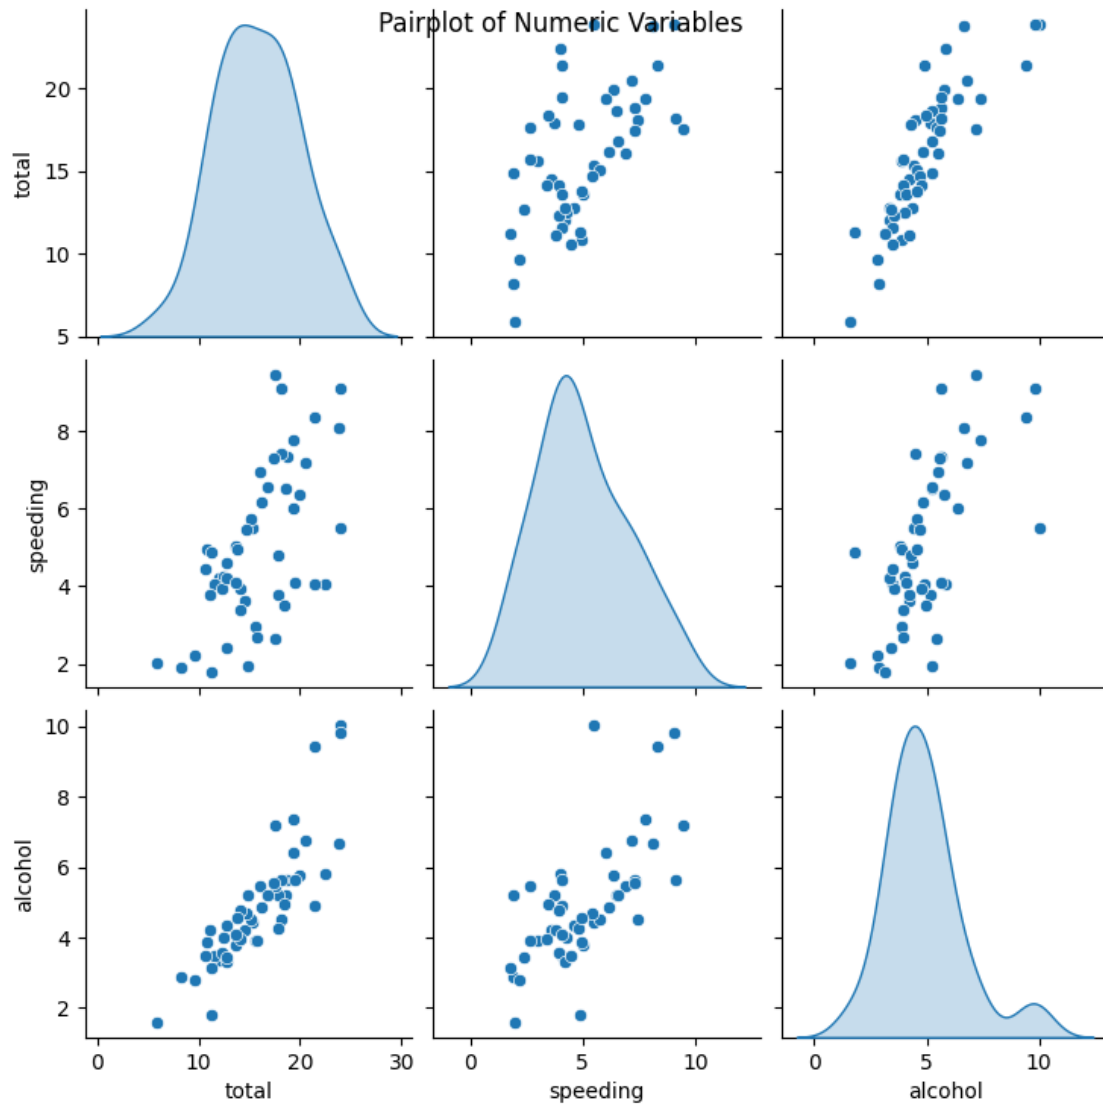 Pairplot of Numeric Variables
20
15
10
5
total
8
6
4
2
speeding
10
8
6
4
2
alcohol
0 10 20 30 0 5 10 0 5 10
total speeding alcohol